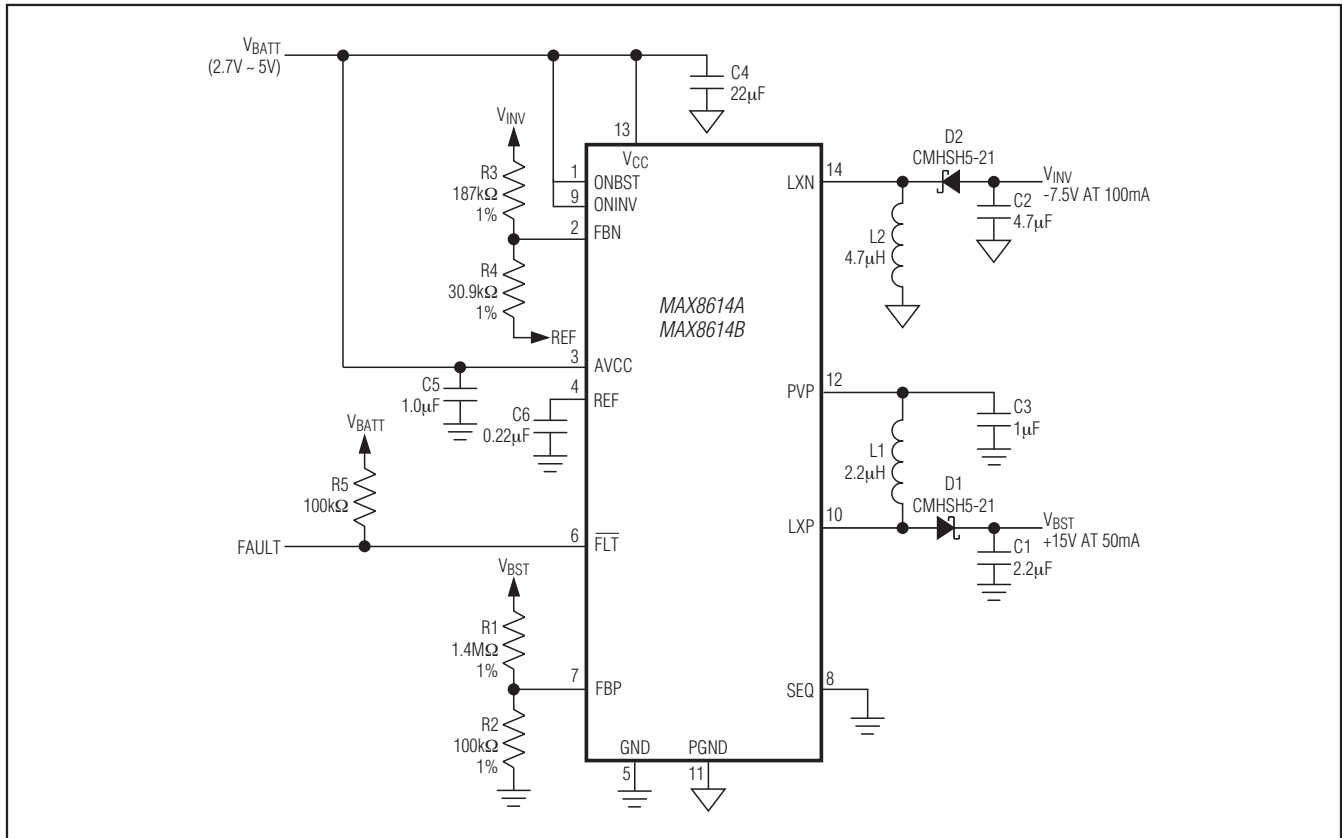 VBATT
(2.7V ~ 5V)
C4
22µF
VINV
R3
187kΩ
1%
R4
30.9kΩ
1%
REF
C5
1.0µF
C6
0.22µF
VBATT
R5
100kΩ
FAULT
VBST
R1
1.4MΩ
1%
R2
100kΩ
1%
13
VCC
1
ONBST
9
ONINV
2
FBN
3
AVCC
4
REF
6
FLT
7
FBP
GND
5
PGND
11
MAX8614A
MAX8614B
LXN
14
PVP
12
LXP
10
SEQ
8
D2
CMHSH5-21
VINV
-7.5V AT 100mA
C2
4.7µF
L2
4.7µH
C3
1µF
L1
2.2µH
D1
CMHSH5-21
VBST
+15V AT 50mA
C1
2.2µF